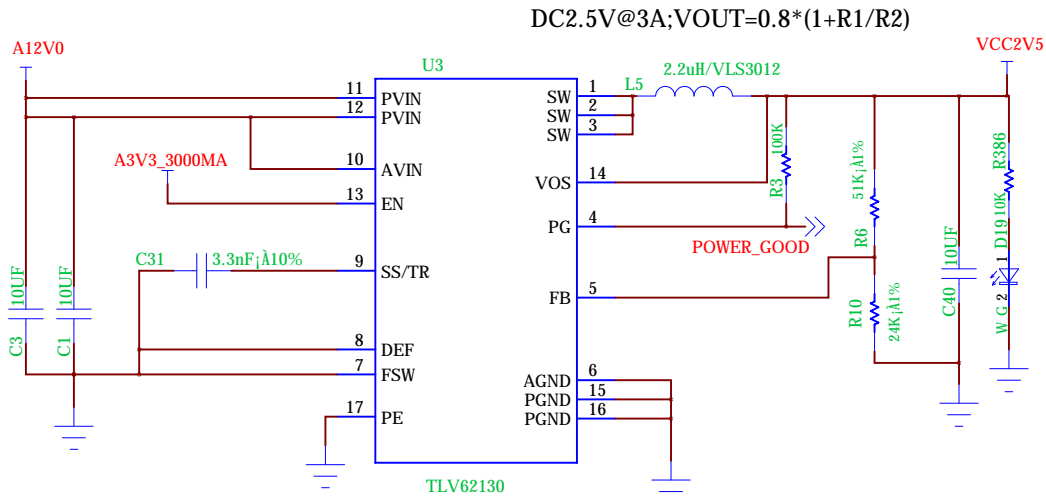 DC2.5V@3A;VOUT=0.8*(1+R1/R2)
A12V0
VCC2V5
U3
L5
2.2uH/VLS3012
11
PVIN
12
PVIN
10
AVIN
A3V3_3000MA
13
EN
C31
3.3nF¡À10%
9
SS/TR
8
DEF
7
FSW
17
PE
SW
1
SW
2
SW
3
VOS
14
PG
4
FB
5
AGND
6
PGND
15
PGND
16
TLV62130
10UF
C3
10UF
C1
100K
R3
POWER_GOOD
51K¡À1%
R6
R10
24K¡À1%
10UF
C40
R386
10K
D19
1
2
W_G